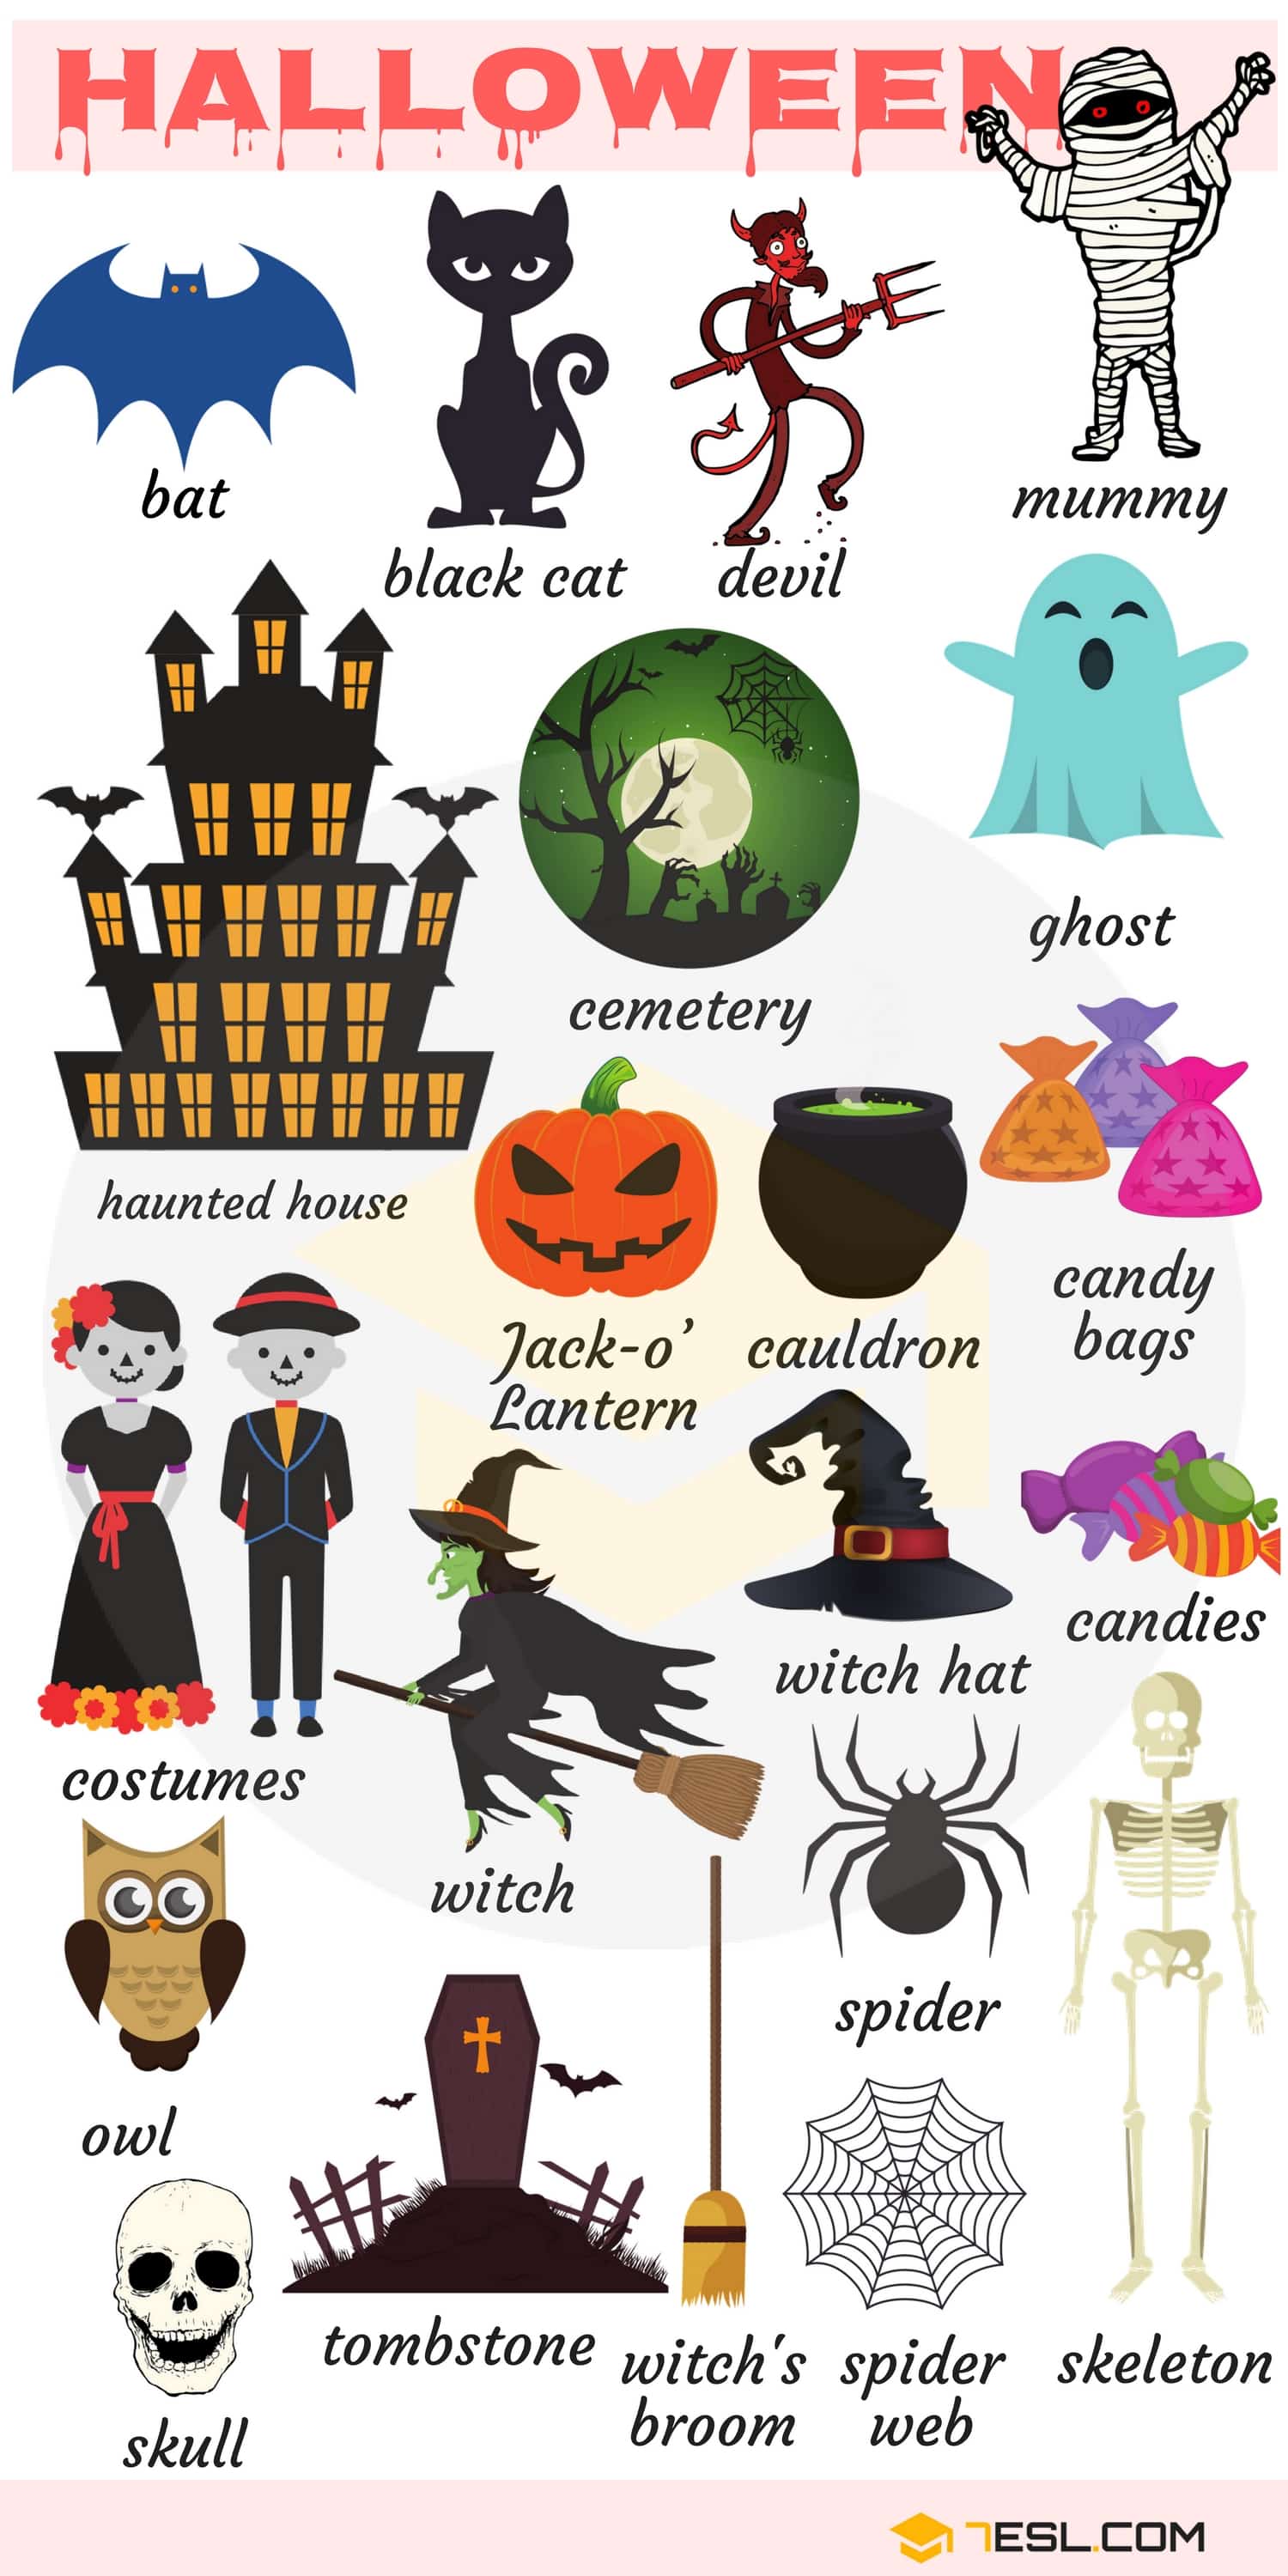 HALLOWEEN
bat
black cat
devil
mummy
haunted house
cemetery
ghost
Jack-o’
Lantern
cauldron
candy
bags
costumes
witch
witch hat
candies
owl
spider
skull
tombstone
witch's
broom
spider
web
skeleton
7ESL.COM